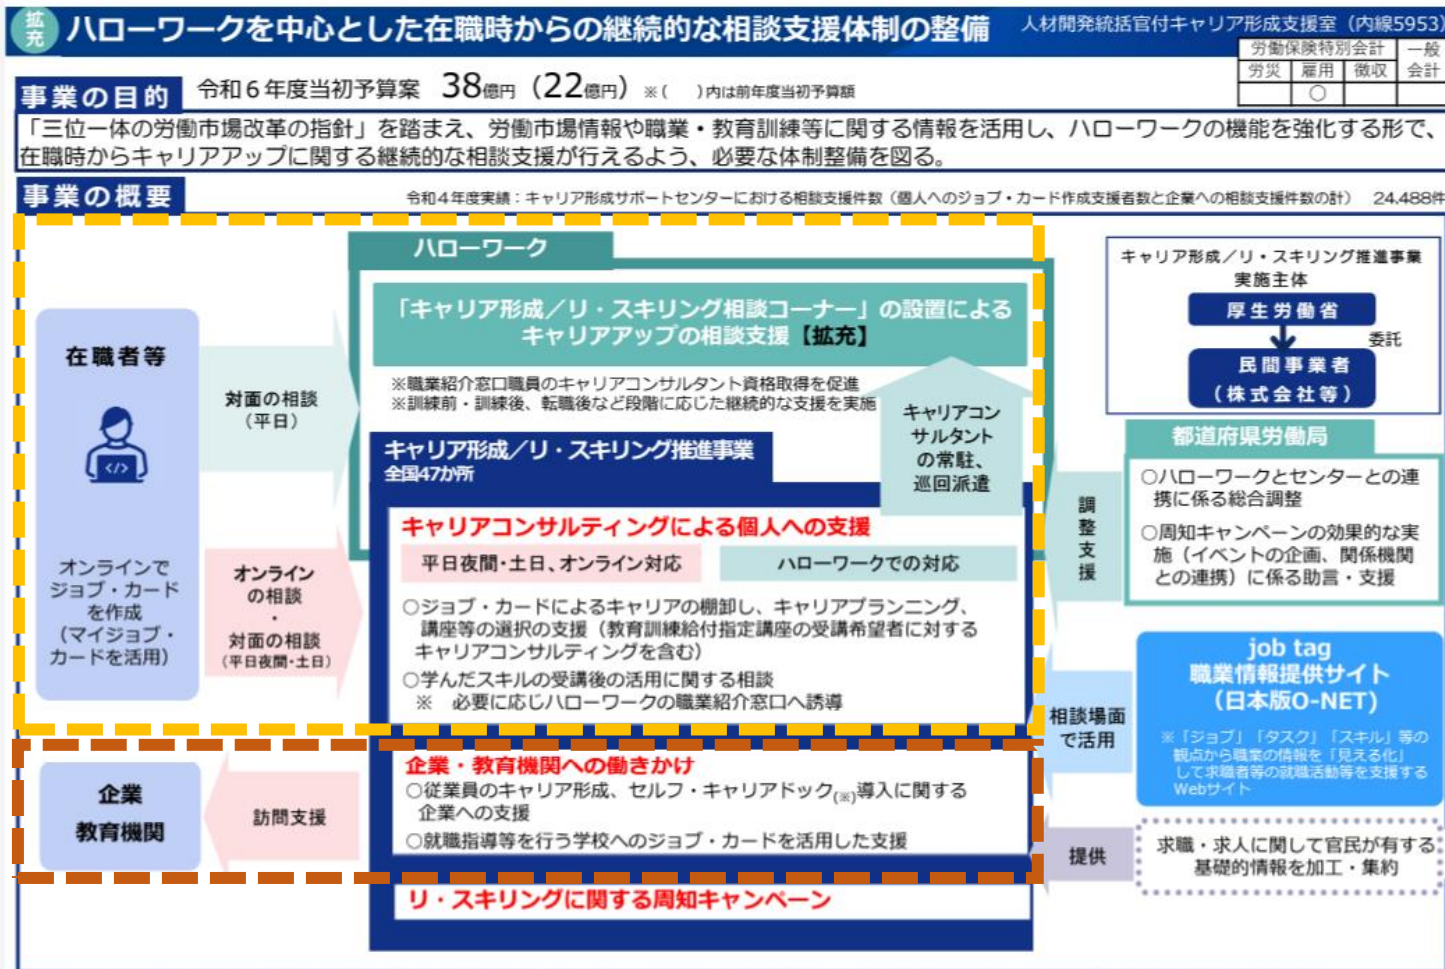 拡充
ハローワークを中心とした在職時からの継続的な相談支援体制の整備
人材開発統括官付キャリア形成支援室（内線5953）
労働保険特別会計 一般会計
労災 雇用 徴収
○
事業の目的
令和６年度当初予算案 38億円（22億円）※（ ）内は前年度当初予算額
「三位一体の労働市場改革の指針」を踏まえ、労働市場情報や職業・教育訓練等に関する情報を活用し、ハローワークの機能を強化する形で、
在職時からキャリアアップに関する継続的な相談支援が行えるよう、必要な体制整備を図る。
事業の概要
令和４年度実績：キャリア形成サポートセンターにおける相談支援件数（個人へのジョブ・カード作成支援者数と企業への相談支援件数の計） 24,488件
ハローワーク
「キャリア形成／リ・スキリング相談コーナー」の設置による
キャリアアップの相談支援【拡充】
※職業紹介窓口職員のキャリアコンサルタント資格取得を促進
※訓練前・訓練後、転職後など段階に応じた継続的な支援を実施
キャリアコン
サルタント
の常駐、
巡回派遣
在職者等
</>
オンラインで
ジョブ・カード
を作成
（マイジョブ・
カードを活用）
対面の相談
（平日）
オンライン
の相談
・
対面の相談
（平日夜間・土日）
キャリア形成／リ・スキリング推進事業
全国47か所
キャリアコンサルティングによる個人への支援
平日夜間・土日、オンライン対応
ハローワークでの対応
○ジョブ・カードによるキャリアの棚卸し、キャリアプランニング、
講座等の選択の支援（教育訓練給付指定講座の受講希望者に対する
キャリアコンサルティングを含む）
○学んだスキルの受講後の活用に関する相談
※ 必要に応じハローワークの職業紹介窓口へ誘導
企業
教育機関
訪問支援
企業・教育機関への働きかけ
○従業員のキャリア形成、セルフ・キャリアドック(※)導入に関する
企業への支援
○就職指導等を行う学校へのジョブ・カードを活用した支援
リ・スキリングに関する周知キャンペーン
キャリア形成／リ・スキリング推進事業
実施主体
厚生労働省
委託
民間事業者
（株式会社等）
調整支援
都道府県労働局
○ハローワークとセンターとの連
携に係る総合調整
○周知キャンペーンの効果的な実
施（イベントの企画、関係機関
との連携）に係る助言・支援
相談場面
で活用
job tag
職業情報提供サイト
（日本版O-NET）
※「ジョブ」「タスク」「スキル」等の
観点から職業の情報を「見える化」
して求職者等の就職活動等を支援する
Webサイト
提供
求職・求人に関して官民が有する
基礎的情報を加工・集約